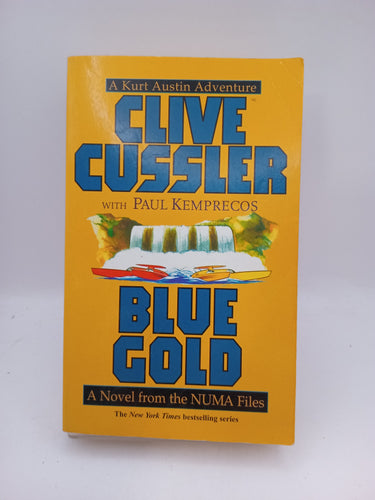 A Kurt Austin Adventure
CLIVE
CUSSLER
WITH PAUL KEMPRECOS
BLUE
GOLD
A Novel from the NUMA Files
The New York Times bestselling series